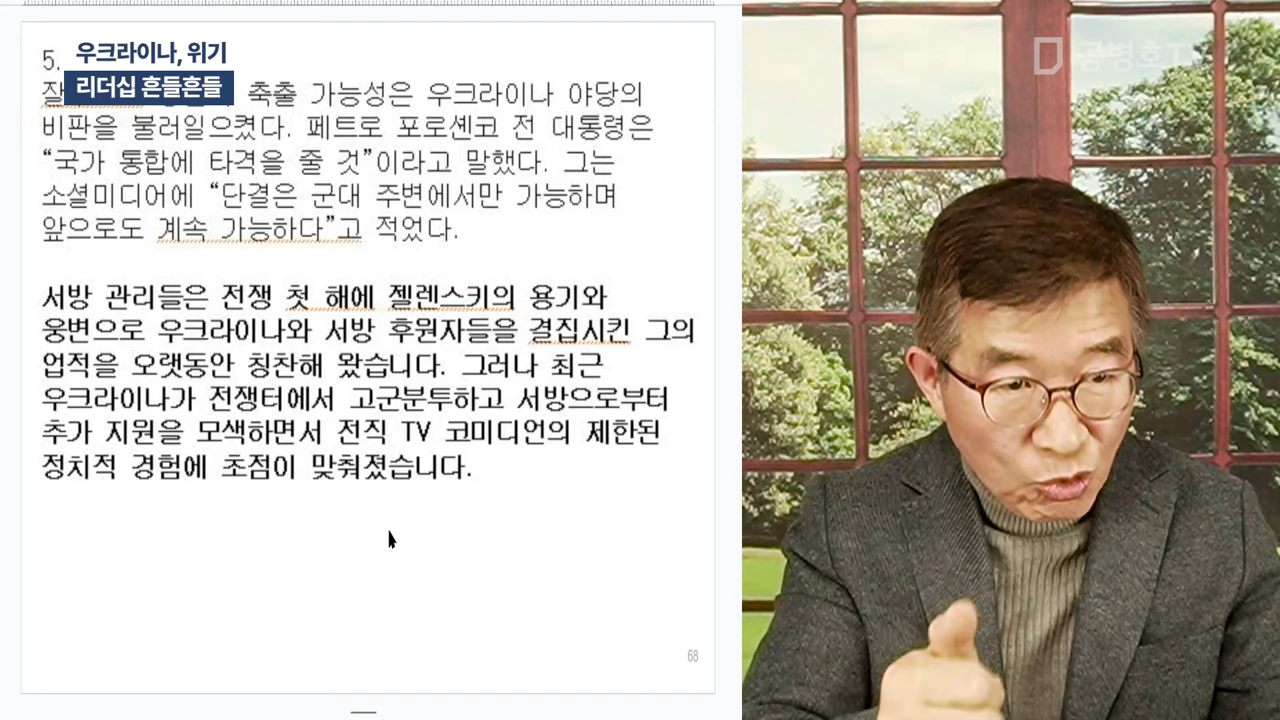 우크라이나, 위기
리더십 흔들흔들
공병호TV
5.
잘 축출 가능성은 우크라이나 야당의
비판을 불러일으켰다. 페트로 포로셴코 전 대통령은
“국가 통합에 타격을 줄 것”이라고 말했다. 그는
소셜미디어에 “단결은 군대 주변에서만 가능하며
앞으로도 계속 가능하다”고 적었다.
서방 관리들은 전쟁 첫 해에 젤렌스키의 용기와
웅변으로 우크라이나와 서방 후원자들을 결집시킨 그의
업적을 오랫동안 칭찬해 왔습니다. 그러나 최근
우크라이나가 전쟁터에서 고군분투하고 서방으로부터
추가 지원을 모색하면서 전직 TV 코미디언의 제한된
정치적 경험에 초점이 맞춰졌습니다.
68